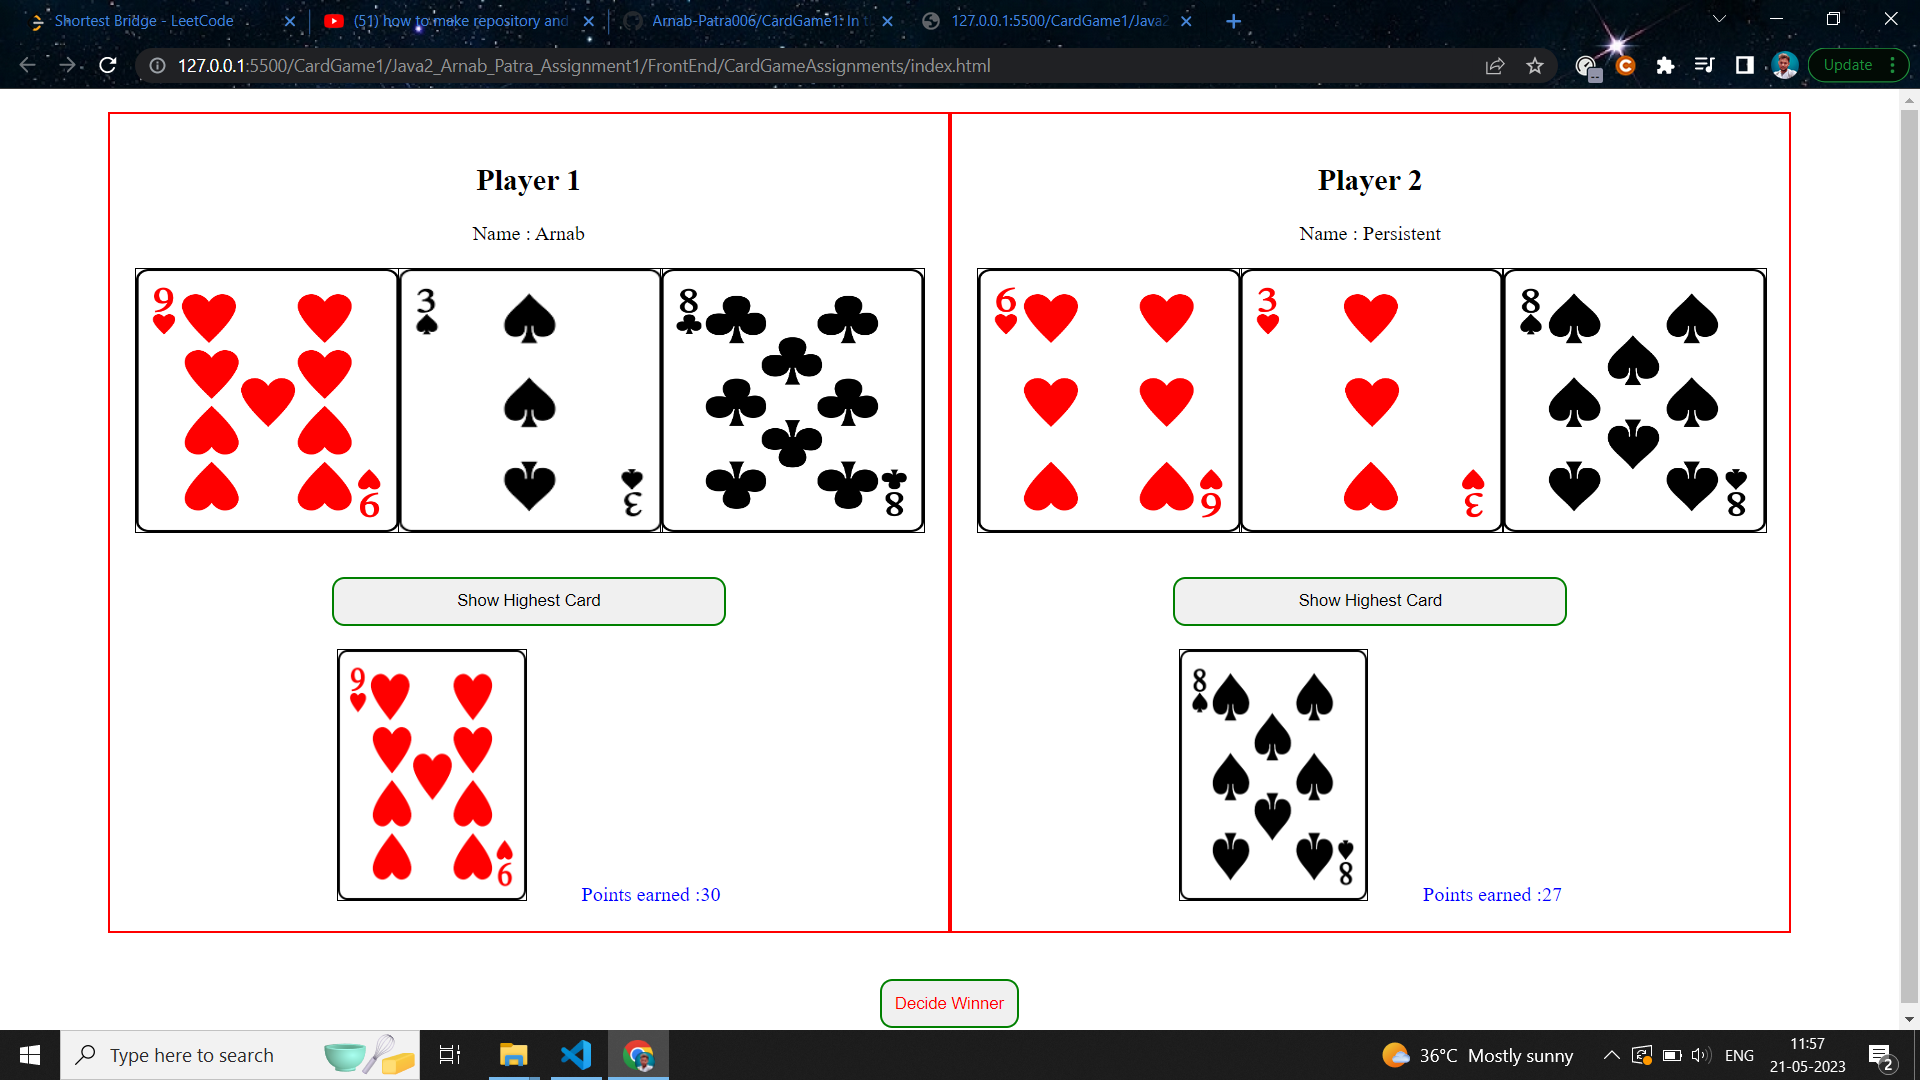 Shortest Bridge - LeetCode
(51) how to make repository and
Arnab-Patra006/CardGame1: In t
127.0.0.1:5500/CardGame1/Java2
127.0.0.1:5500/CardGame1/Java2_Arnab_Patra_Assignment1/FrontEnd/CardGameAssignments/index.html
Update
Player 1
Name : Arnab
9
9
3
3
8
8
Show Highest Card
9
9
Points earned :30
Player 2
Name : Persistent
6
6
3
3
8
8
Show Highest Card
8
8
Points earned :27
Decide Winner
Type here to search
36°C Mostly sunny
ENG
11:57
21-05-2023
2